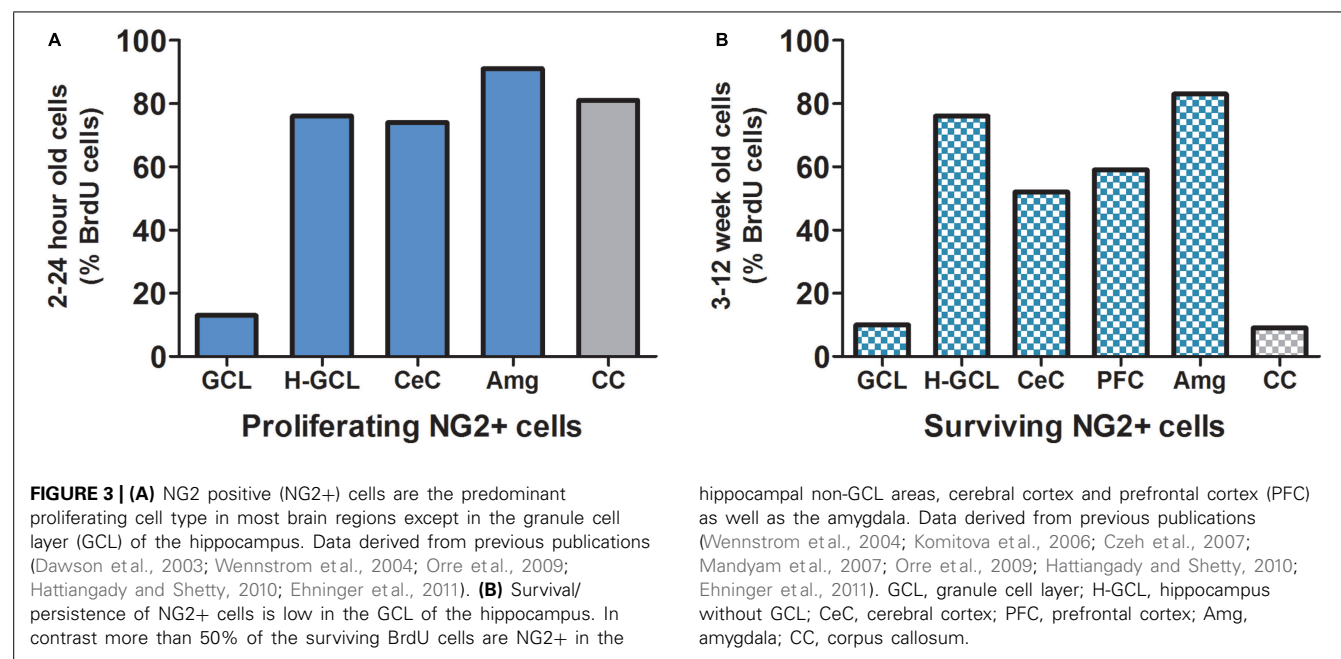 A
2-24 hour old cells
(% BrdU cells)
100
80
60
40
20
0
GCL H-GCL CeC Amg CC
Proliferating NG2+ cells
B
3-12 week old cells
(% BrdU cells)
100
80
60
40
20
0
GCL H-GCL CeC PFC Amg CC
Surviving NG2+ cells
FIGURE 3 | (A) NG2 positive (NG2+) cells are the predominant
proliferating cell type in most brain regions except in the granule cell
layer (GCL) of the hippocampus. Data derived from previous publications
(Dawson et al., 2003; Wennstrom et al., 2004; Orre et al., 2009;
Hattiangady and Shetty, 2010; Ehninger et al., 2011). (B) Survival/
persistence of NG2+ cells is low in the GCL of the hippocampus. In
contrast more than 50% of the surviving BrdU cells are NG2+ in the
hippocampal non-GCL areas, cerebral cortex and prefrontal cortex (PFC)
as well as the amygdala. Data derived from previous publications
(Wennstrom et al., 2004; Komitova et al., 2006; Czeh et al., 2007;
Mandyam et al., 2007; Orre et al., 2009; Hattiangady and Shetty, 2010;
Ehninger et al., 2011). GCL, granule cell layer; H-GCL, hippocampus
without GCL; CeC, cerebral cortex; PFC, prefrontal cortex; Amg,
amygdala; CC, corpus callosum.